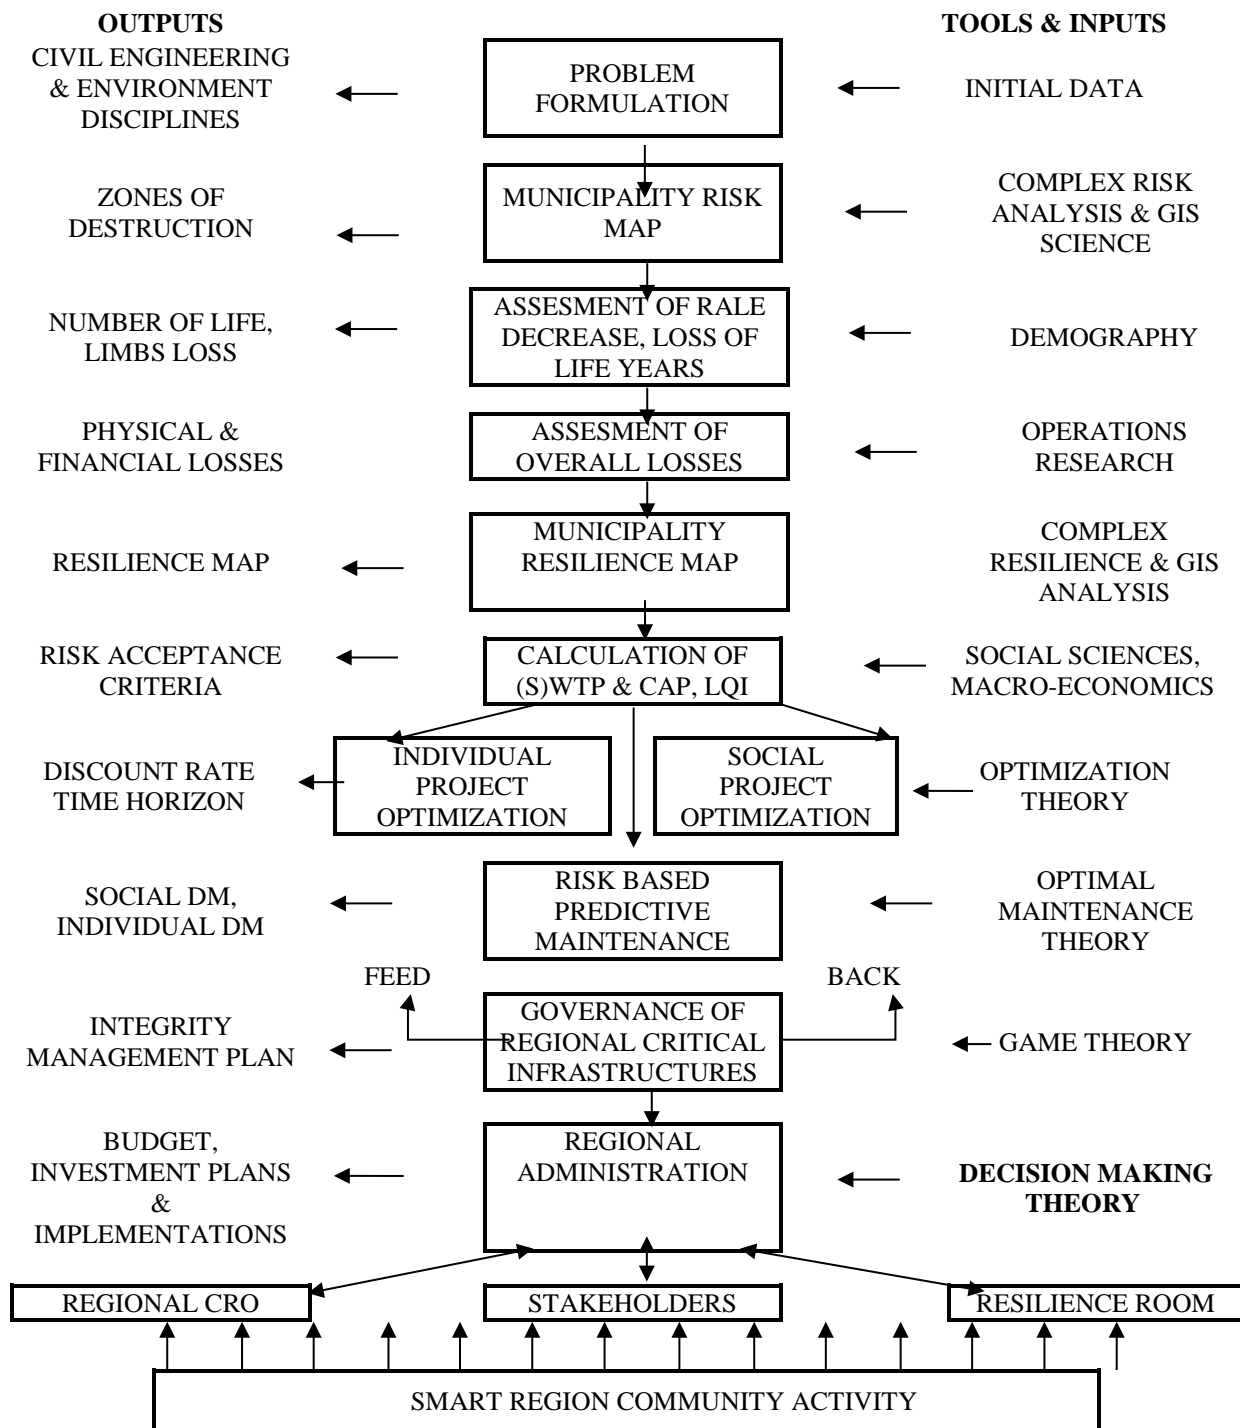 OUTPUTS
TOOLS & INPUTS
CIVIL ENGINEERING
& ENVIRONMENT
DISCIPLINES
PROBLEM
FORMULATION
INITIAL DATA
ZONES OF
DESTRUCTION
MUNICIPALITY RISK
MAP
COMPLEX RISK
ANALYSIS & GIS
SCIENCE
NUMBER OF LIFE,
LIMBS LOSS
ASSESMENT OF RALE
DECREASE, LOSS OF
LIFE YEARS
DEMOGRAPHY
PHYSICAL &
FINANCIAL LOSSES
ASSESMENT OF
OVERALL LOSSES
OPERATIONS
RESEARCH
RESILIENCE MAP
MUNICIPALITY
RESILIENCE MAP
COMPLEX
RESILIENCE & GIS
ANALYSIS
RISK ACCEPTANCE
CRITERIA
CALCULATION OF
(S)WTP & CAP, LQI
SOCIAL SCIENCES,
MACRO-ECONOMICS
DISCOUNT RATE
TIME HORIZON
INDIVIDUAL
PROJECT
OPTIMIZATION
SOCIAL
PROJECT
OPTIMIZATION
OPTIMIZATION
THEORY
SOCIAL DM,
INDIVIDUAL DM
RISK BASED
PREDICTIVE
MAINTENANCE
OPTIMAL
MAINTENANCE
THEORY
FEED
BACK
INTEGRITY
MANAGEMENT PLAN
GOVERNANCE OF
REGIONAL CRITICAL
INFRASTRUCTURES
GAME THEORY
BUDGET,
INVESTMENT PLANS
&
IMPLEMENTATIONS
REGIONAL
ADMINISTRATION
DECISION MAKING
THEORY
REGIONAL CRO
STAKEHOLDERS
RESILIENCE ROOM
SMART REGION COMMUNITY ACTIVITY